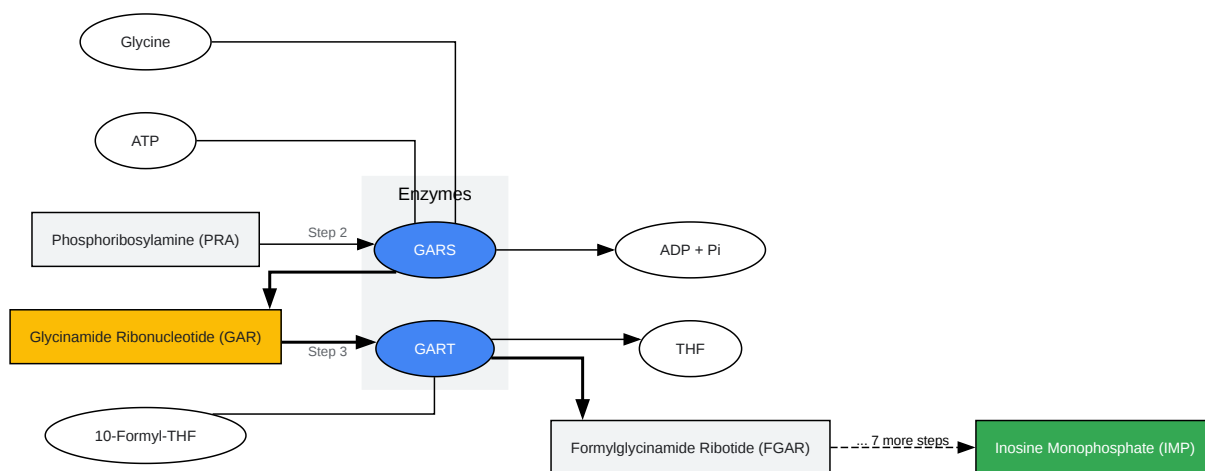 Glycine
ATP
Enzymes
Phosphoribosylamine (PRA)
Step 2
GARS
ADP + Pi
Glycinamide Ribonucleotide (GAR)
Step 3
GART
THF
10-Formyl-THF
Formylglycinamide Ribotide (FGAR)
... 7 more steps
Inosine Monophosphate (IMP)